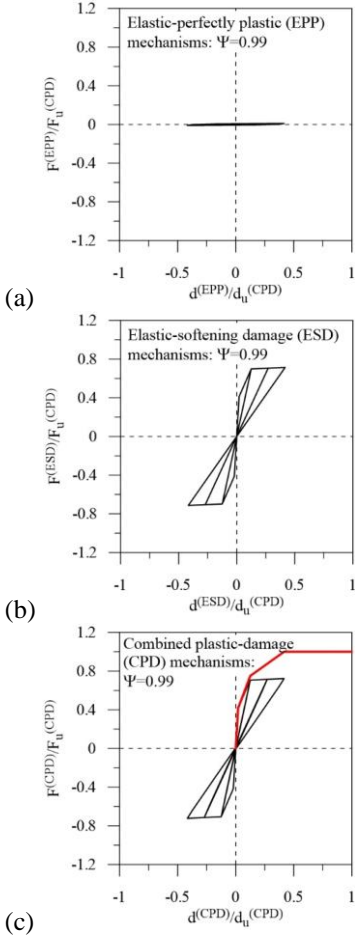 Elastic-perfectly plastic (EPP)
mechanisms: Ψ=0.99
F(EPP)/Fu(CPD)
1.2
0.8
0.4
0
-0.4
-0.8
-1.2
-1 -0.5 0 0.5 1
d(EPP)/du(CPD)
(a)
Elastic-softening damage (ESD)
mechanisms: Ψ=0.99
F(ESD)/Fu(CPD)
1.2
0.8
0.4
0
-0.4
-0.8
-1.2
-1 -0.5 0 0.5 1
d(ESD)/du(CPD)
(b)
Combined plastic-damage
(CPD) mechanisms:
Ψ=0.99
F(CPD)/Fu(CPD)
1.2
0.8
0.4
0
-0.4
-0.8
-1.2
-1 -0.5 0 0.5 1
d(CPD)/du(CPD)
(c)